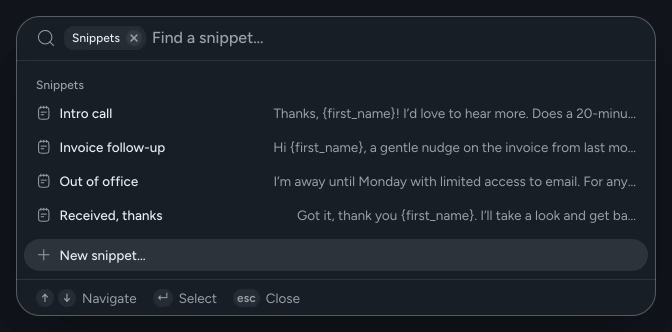 Snippets × Find a snippet...
Snippets
Intro call Thanks, {first_name}! I'd love to hear more. Does a 20-minu...
Invoice follow-up Hi {first_name}, a gentle nudge on the invoice from last mo...
Out of office I'm away until Monday with limited access to email. For any...
Received, thanks Got it, thank you {first_name}. I'll take a look and get ba...
+ New snippet...
↑ ↓ Navigate ↵ Select esc Close